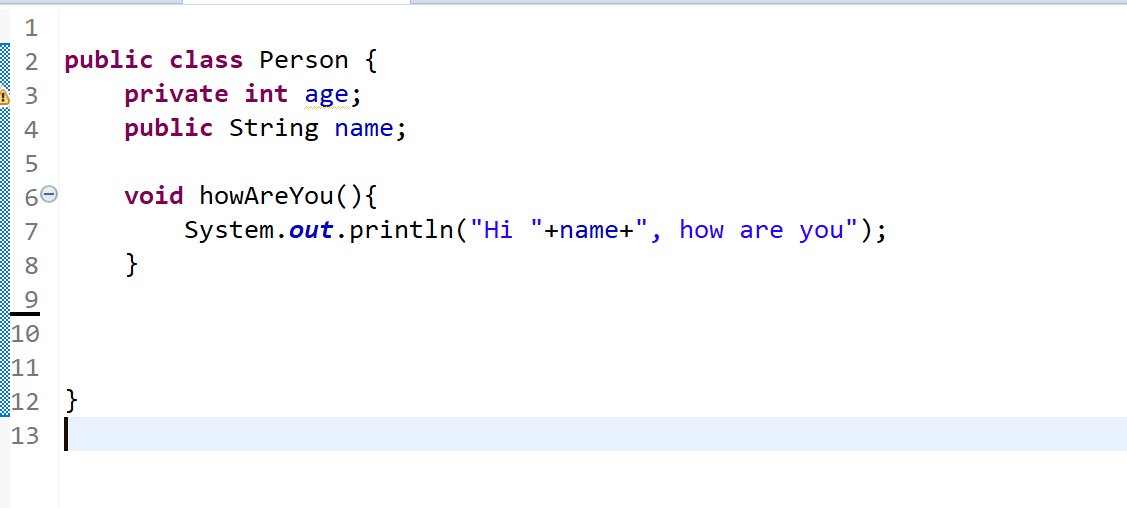 1
2 public class Person {
3 private int age;
4 public String name;
5
6 void howAreYou(){
7 System.out.println("Hi "+name+", how are you");
8 }
9
10
11
12 }
13